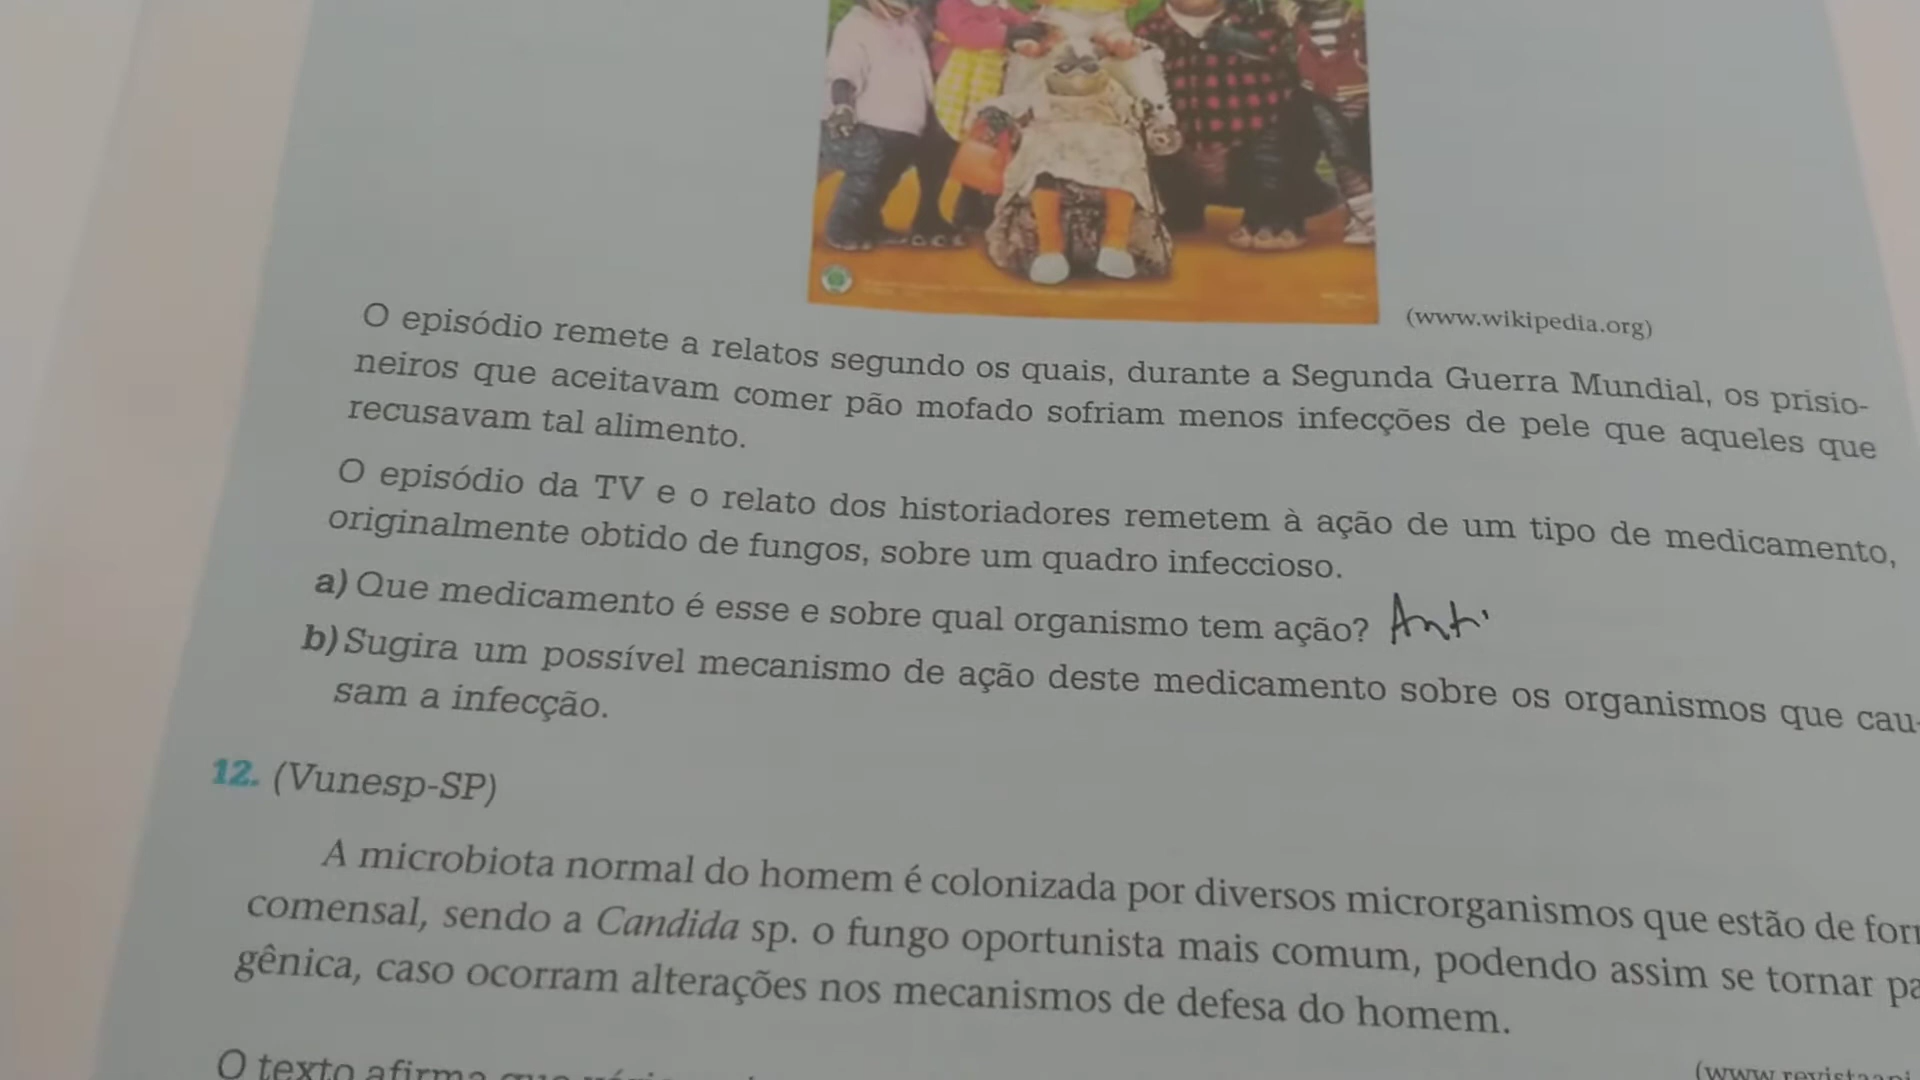 (www.wikipedia.org)
O episódio remete a relatos segundo os quais, durante a Segunda Guerra Mundial, os prisio-
neiros que aceitavam comer pão mofado sofriam menos infecções de pele que aqueles que
recusavam tal alimento.
O episódio da TV e o relato dos historiadores remetem à ação de um tipo de medicamento,
originalmente obtido de fungos, sobre um quadro infeccioso.
a) Que medicamento é esse e sobre qual organismo tem ação? Anti
b) Sugira um possível mecanismo de ação deste medicamento sobre os organismos que cau-
sam a infecção.
12. (Vunesp-SP)
A microbiota normal do homem é colonizada por diversos microrganismos que estão de for
comensal, sendo a Candida sp. o fungo oportunista mais comum, podendo assim se tornar pa
gênica, caso ocorram alterações nos mecanismos de defesa do homem.
(www.revista
O texto afirma que